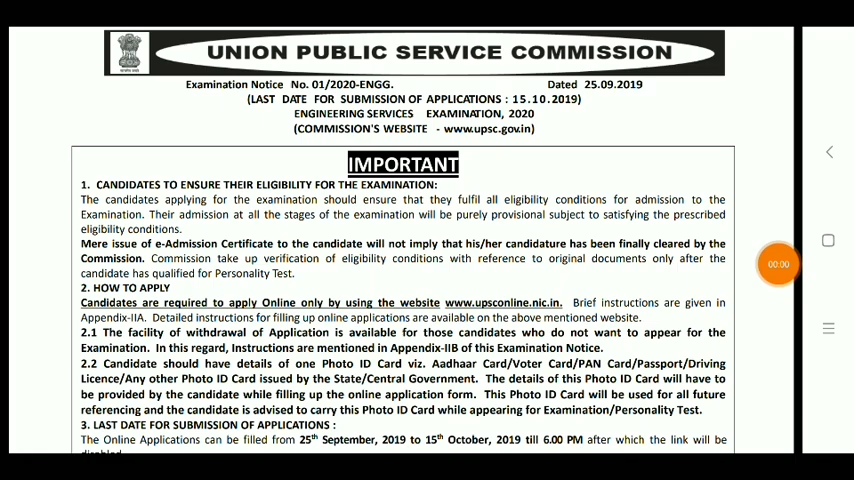 UNION PUBLIC SERVICE COMMISSION
Examination Notice No. 01/2020-ENGG. Dated 25.09.2019
(LAST DATE FOR SUBMISSION OF APPLICATIONS : 15.10.2019)
ENGINEERING SERVICES EXAMINATION, 2020
(COMMISSION'S WEBSITE - www.upsc.gov.in)
IMPORTANT
1. CANDIDATES TO ENSURE THEIR ELIGIBILITY FOR THE EXAMINATION:
The candidates applying for the examination should ensure that they fulfil all eligibility conditions for admission to the
Examination. Their admission at all the stages of the examination will be purely provisional subject to satisfying the prescribed
eligibility conditions.
Mere issue of e-Admission Certificate to the candidate will not imply that his/her candidature has been finally cleared by the
Commission. Commission take up verification of eligibility conditions with reference to original documents only after the
candidate has qualified for Personality Test.
2. HOW TO APPLY
Candidates are required to apply Online only by using the website www.upsconline.nic.in. Brief instructions are given in
Appendix-IIA. Detailed instructions for filling up online applications are available on the above mentioned website.
2.1 The facility of withdrawal of Application is available for those candidates who do not want to appear for the
Examination. In this regard, Instructions are mentioned in Appendix-IIB of this Examination Notice.
2.2 Candidate should have details of one Photo ID Card viz. Aadhaar Card/Voter Card/PAN Card/Passport/Driving
Licence/Any other Photo ID Card issued by the State/Central Government. The details of this Photo ID Card will have to
be provided by the candidate while filling up the online application form. This Photo ID Card will be used for all future
referencing and the candidate is advised to carry this Photo ID Card while appearing for Examination/Personality Test.
3. LAST DATE FOR SUBMISSION OF APPLICATIONS :
The Online Applications can be filled from 25th September, 2019 to 15th October, 2019 till 6.00 PM after which the link will be
00:00